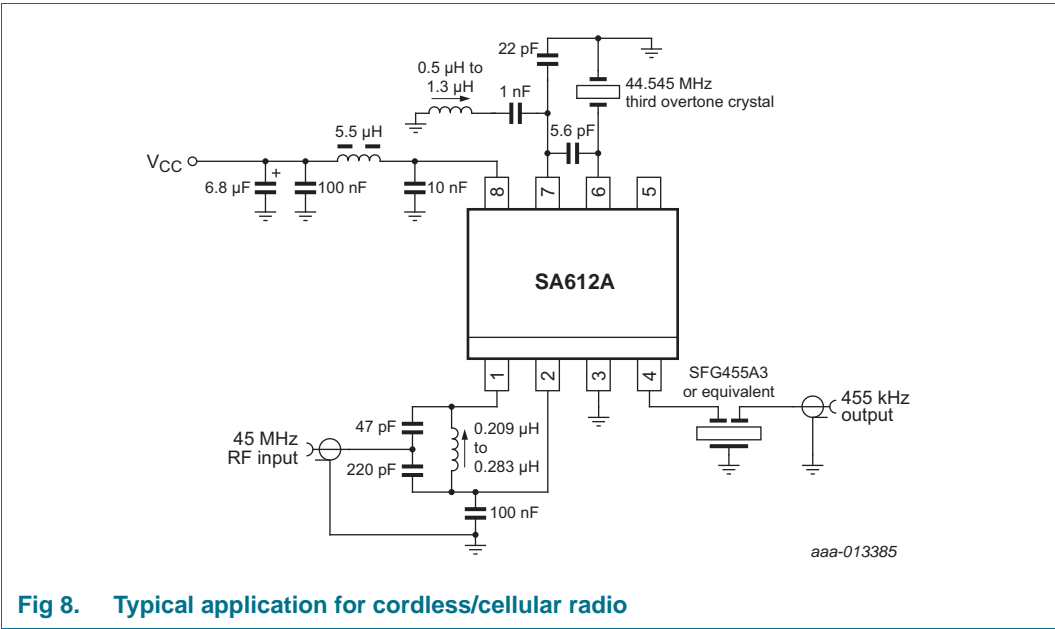 22 pF
0.5 μH to
1.3 μH
1 nF
44.545 MHz
third overtone crystal
5.5 μH
5.6 pF
VCC
+
6.8 μF
100 nF
10 nF
8
7
6
5
SA612A
1
2
3
4
SFG455A3
or equivalent
47 pF
0.209 μH
to
0.283 μH
455 kHz
output
45 MHz
RF input
220 pF
100 nF
aaa-013385
Fig 8. Typical application for cordless/cellular radio